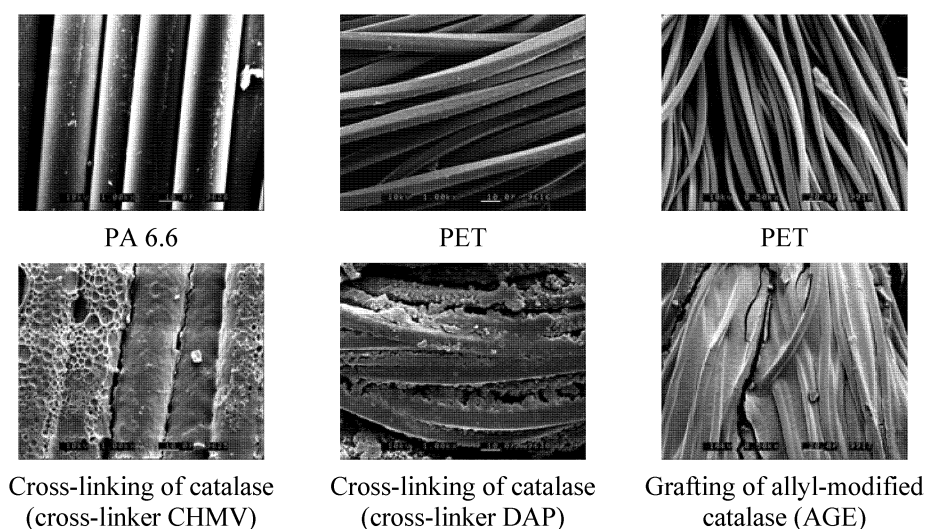 PA 6.6
PET
PET
Cross-linking of catalase
(cross-linker CHMV)
Cross-linking of catalase
(cross-linker DAP)
Grafting of allyl-modified
catalase (AGE)